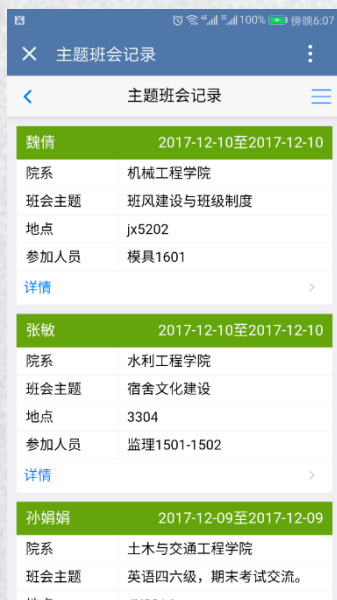 46 36 100% 傍晚6:07
主题班会记录
主题班会记录
魏倩 2017-12-10至2017-12-10
院系 机械工程学院
班会主题 班风建设与班级制度
地点 jx5202
参加人员 模具1601
详情
张敏 2017-12-10至2017-12-10
院系 水利工程学院
班会主题 宿舍文化建设
地点 3304
参加人员 监理1501-1502
详情
孙娟娟 2017-12-09至2017-12-09
院系 土木与交通工程学院
班会主题 英语四六级，期末考试交流。